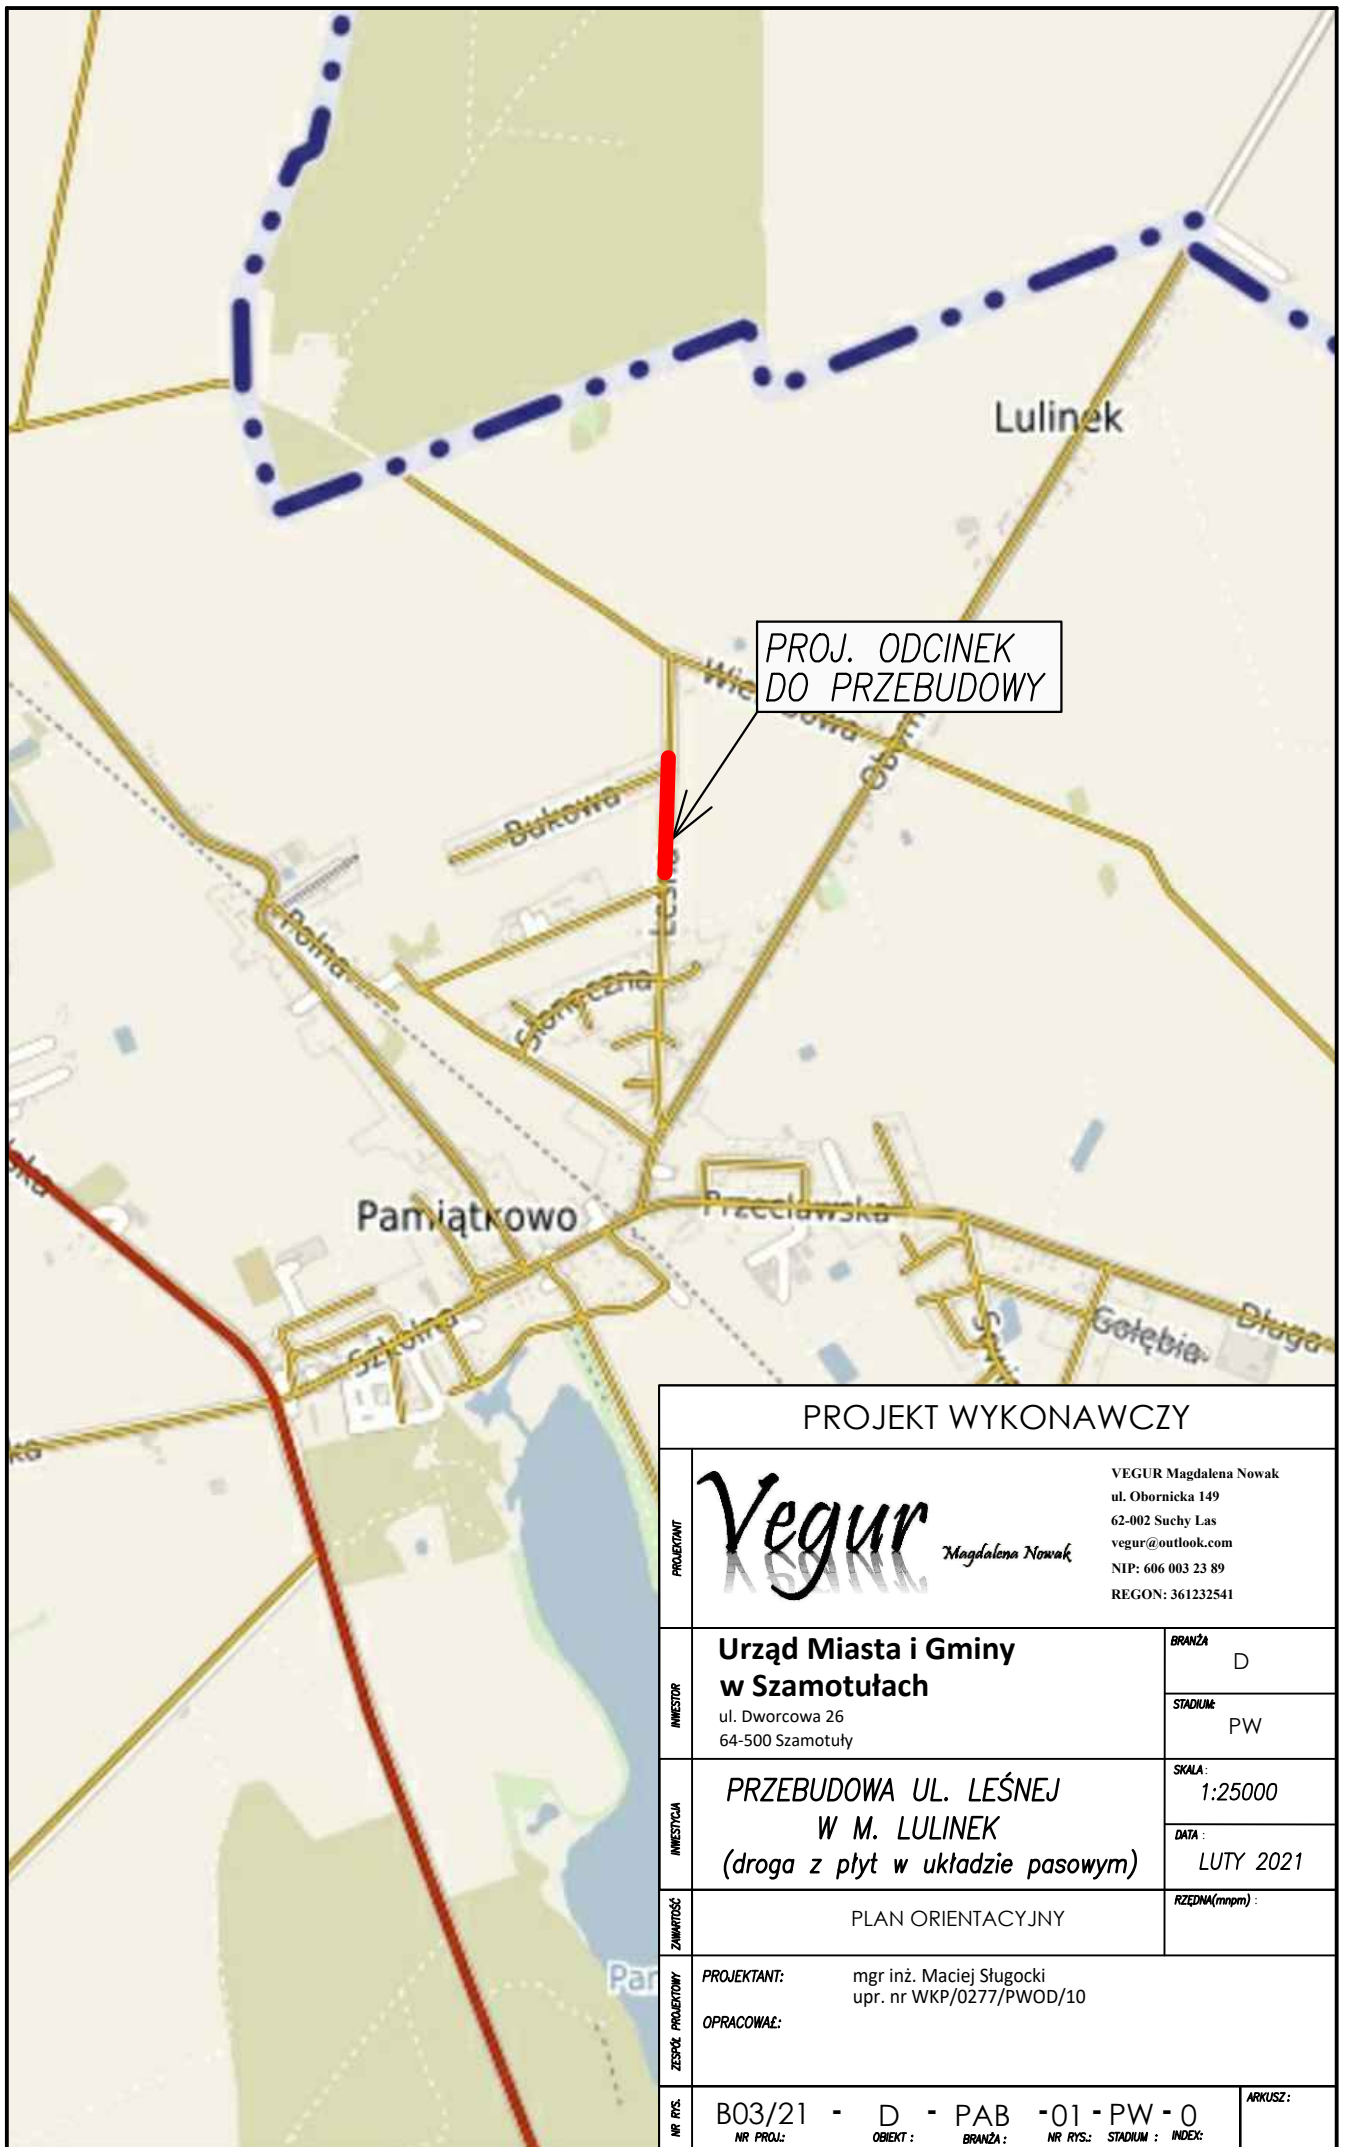 Lulinek
PROJ. ODCINEK
DO PRZEBUDOWY
Bukowa
Polna
Słoneczna
Pamiątkowo
Przecławska
Szkolna
Gołębia
Długa
PROJEKT WYKONAWCZY
PROJEKTANT
Vegur
Magdalena Nowak
VEGUR Magdalena Nowak
ul. Obornicka 149
62-002 Suchy Las
vegur@outlook.com
NIP: 606 003 23 89
REGON: 361232541
INWESTOR
Urząd Miasta i Gminy
w Szamotułach
ul. Dworcowa 26
64-500 Szamotuły
BRANŻA
D
STADIUM:
PW
INWESTYCJA
PRZEBUDOWA UL. LEŚNEJ
W M. LULINEK
(droga z płyt w układzie pasowym)
SKALA :
1:25000
DATA :
LUTY 2021
ZAWARTOŚĆ
PLAN ORIENTACYJNY
RZĘDNA(mnpm) :
ZESPÓŁ PROJEKTOWY
PROJEKTANT:
mgr inż. Maciej Sługocki
upr. nr WKP/0277/PWOD/10
OPRACOWAŁ:
NR RYS.
B03/21 - D - PAB -01 - PW - 0
NR PROJ.: OBIEKT : BRANŻA : NR RYS.: STADIUM : INDEX:
ARKUSZ :